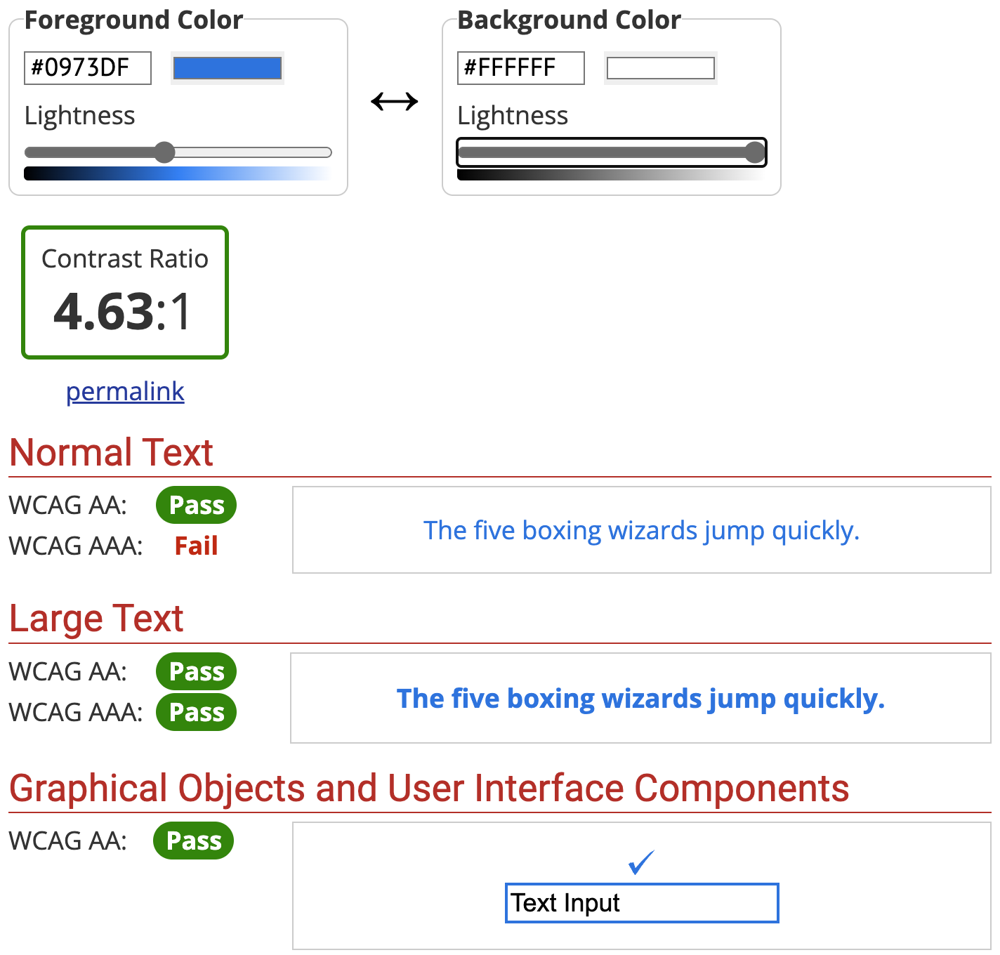 Foreground Color
Background Color
#0973DF
#FFFFFF
Lightness
Lightness
Contrast Ratio
4.63:1
permalink
Normal Text
WCAG AA: Pass
WCAG AAA: Fail
The five boxing wizards jump quickly.
Large Text
WCAG AA: Pass
WCAG AAA: Pass
The five boxing wizards jump quickly.
Graphical Objects and User Interface Components
WCAG AA: Pass
Text Input